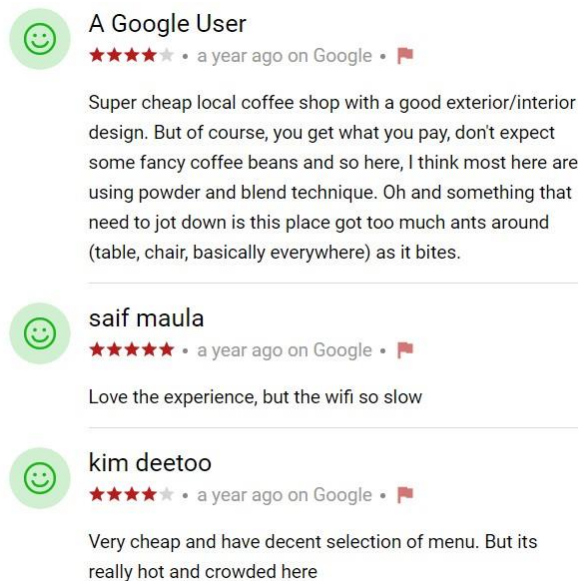 A Google User
• a year ago on Google •
Super cheap local coffee shop with a good exterior/interior
design. But of course, you get what you pay, don't expect
some fancy coffee beans and so here, I think most here are
using powder and blend technique. Oh and something that
need to jot down is this place got too much ants around
(table, chair, basically everywhere) as it bites.
saif maula
• a year ago on Google •
Love the experience, but the wifi so slow
kim deetoo
• a year ago on Google •
Very cheap and have decent selection of menu. But its
really hot and crowded here